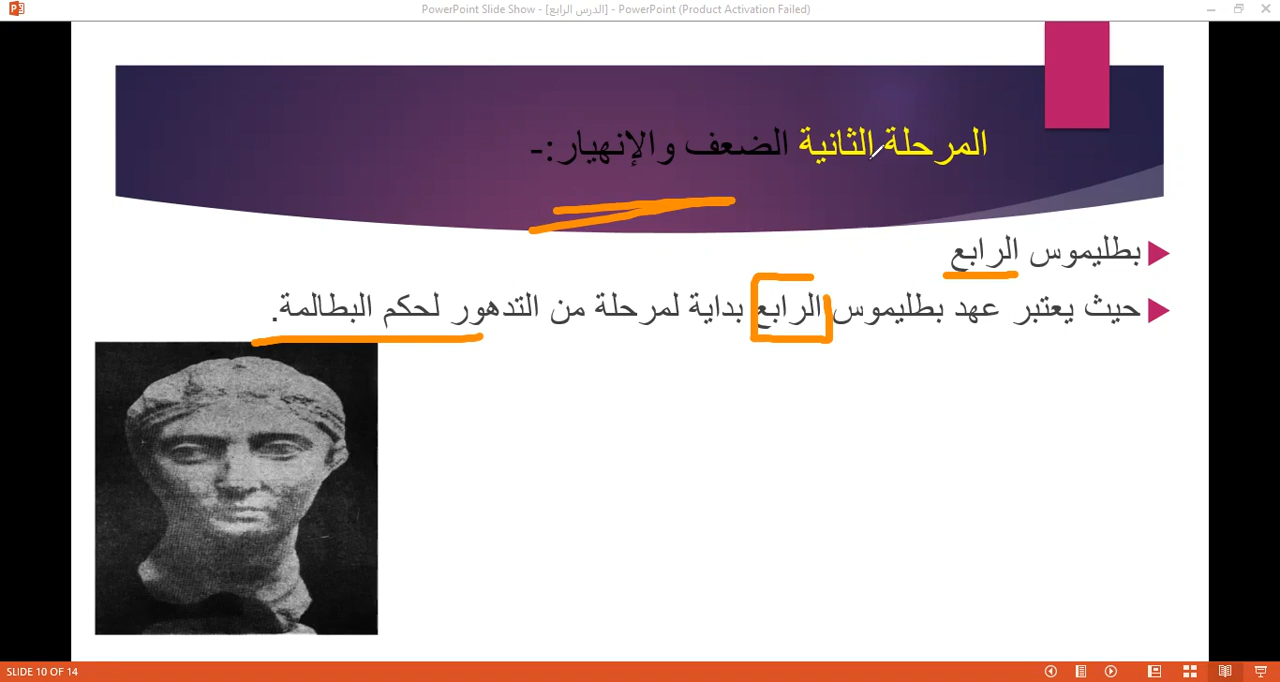 PowerPoint Slide Show - [الدرس الرابع] - PowerPoint (Product Activation Failed)
المرحلة الثانية الضعف والإنهيار:-
بطليموس الرابع
حيث يعتبر عهد بطليموس الرابع بداية لمرحلة من التدهور لحكم البطالمة.
SLIDE 10 OF 14